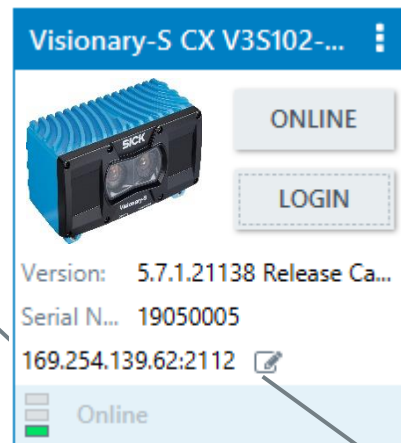 Visionary-S CX V3S102-...
SICK
Visionary-S
ONLINE
LOGIN
Version: 5.7.1.21138 Release Ca...
Serial N... 19050005
169.254.139.62:2112
Online